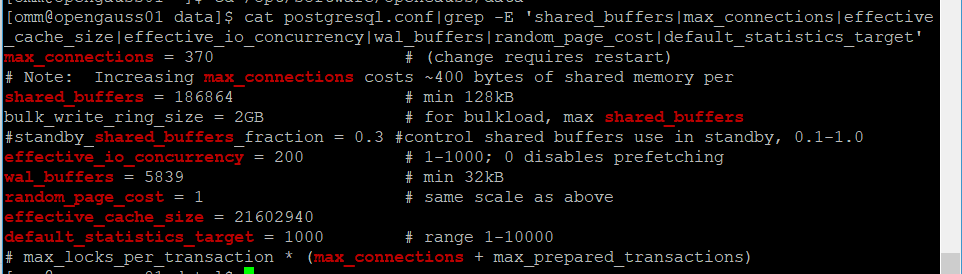 [omm@opengauss01 data]$ cat postgresql.conf|grep -E 'shared_buffers|max_connections|effective
_cache_size|effective_io_concurrency|wal_buffers|random_page_cost|default_statistics_target'
max_connections = 370 # (change requires restart)
# Note: Increasing max_connections costs ~400 bytes of shared memory per
shared_buffers = 186864 # min 128kB
bulk_write_ring_size = 2GB # for bulkload, max shared_buffers
#standby_shared_buffers_fraction = 0.3 #control shared buffers use in standby, 0.1-1.0
effective_io_concurrency = 200 # 1-1000; 0 disables prefetching
wal_buffers = 5839 # min 32kB
random_page_cost = 1 # same scale as above
effective_cache_size = 21602940
default_statistics_target = 1000 # range 1-10000
# max_locks_per_transaction * (max_connections + max_prepared_transactions)